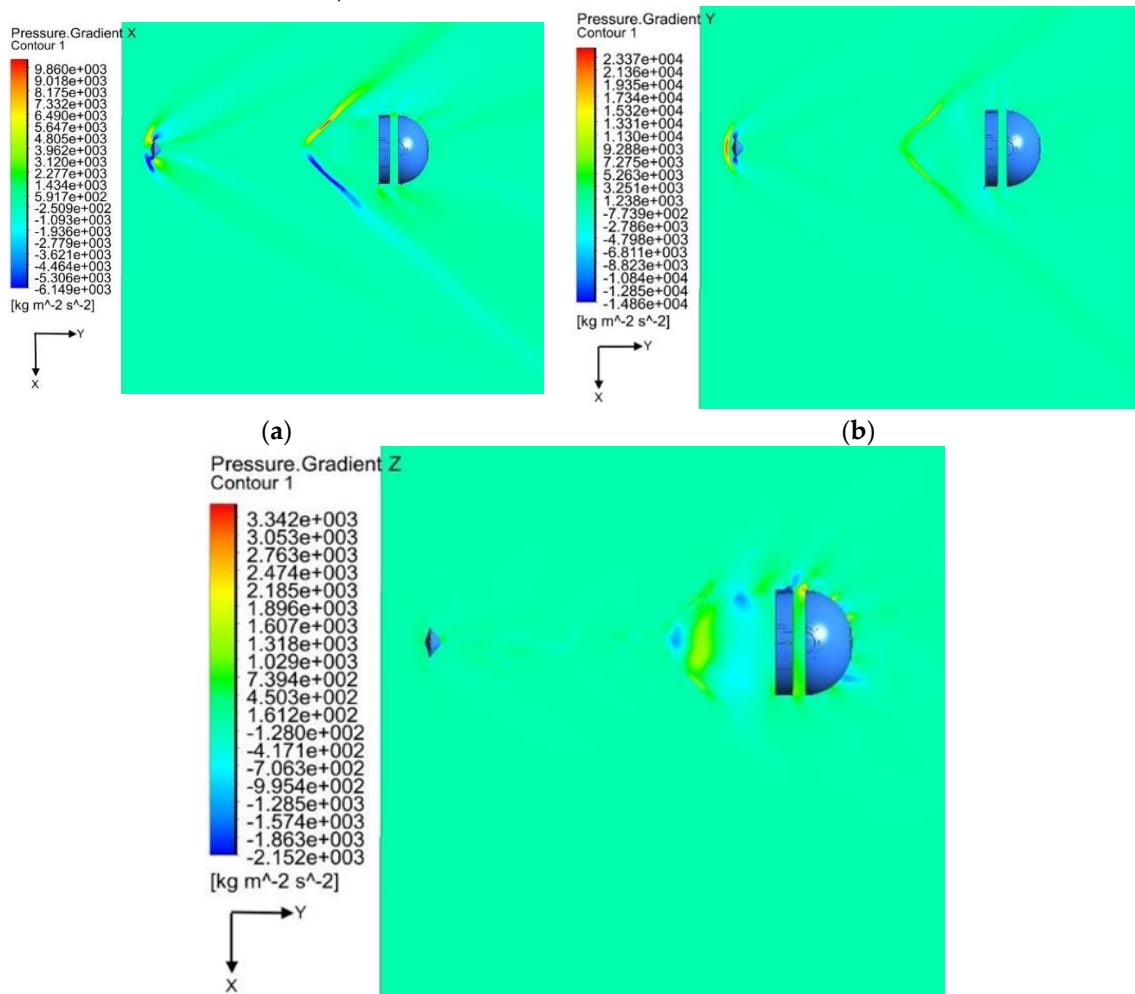 Pressure.Gradient X
Contour 1
9.860e+003
9.018e+003
8.175e+003
7.332e+003
6.490e+003
5.647e+003
4.805e+003
3.962e+003
3.120e+003
2.277e+003
1.434e+003
5.917e+002
-2.509e+002
-1.093e+003
-1.936e+003
-2.779e+003
-3.621e+003
-4.464e+003
-5.306e+003
-6.149e+003
[kg m^-2 s^-2]
Y
X
(a)
Pressure.Gradient Y
Contour 1
2.337e+004
2.136e+004
1.935e+004
1.734e+004
1.532e+004
1.331e+004
1.130e+004
9.288e+003
7.275e+003
5.263e+003
3.251e+003
1.238e+003
-7.739e+002
-2.786e+003
-4.798e+003
-6.811e+003
-8.823e+003
-1.084e+004
-1.285e+004
-1.486e+004
[kg m^-2 s^-2]
Y
X
(b)
Pressure.Gradient Z
Contour 1
3.342e+003
3.053e+003
2.763e+003
2.474e+003
2.185e+003
1.896e+003
1.607e+003
1.318e+003
1.029e+003
7.394e+002
4.503e+002
1.612e+002
-1.280e+002
-4.171e+002
-7.063e+002
-9.954e+002
-1.285e+003
-1.574e+003
-1.863e+003
-2.152e+003
[kg m^-2 s^-2]
Y
X